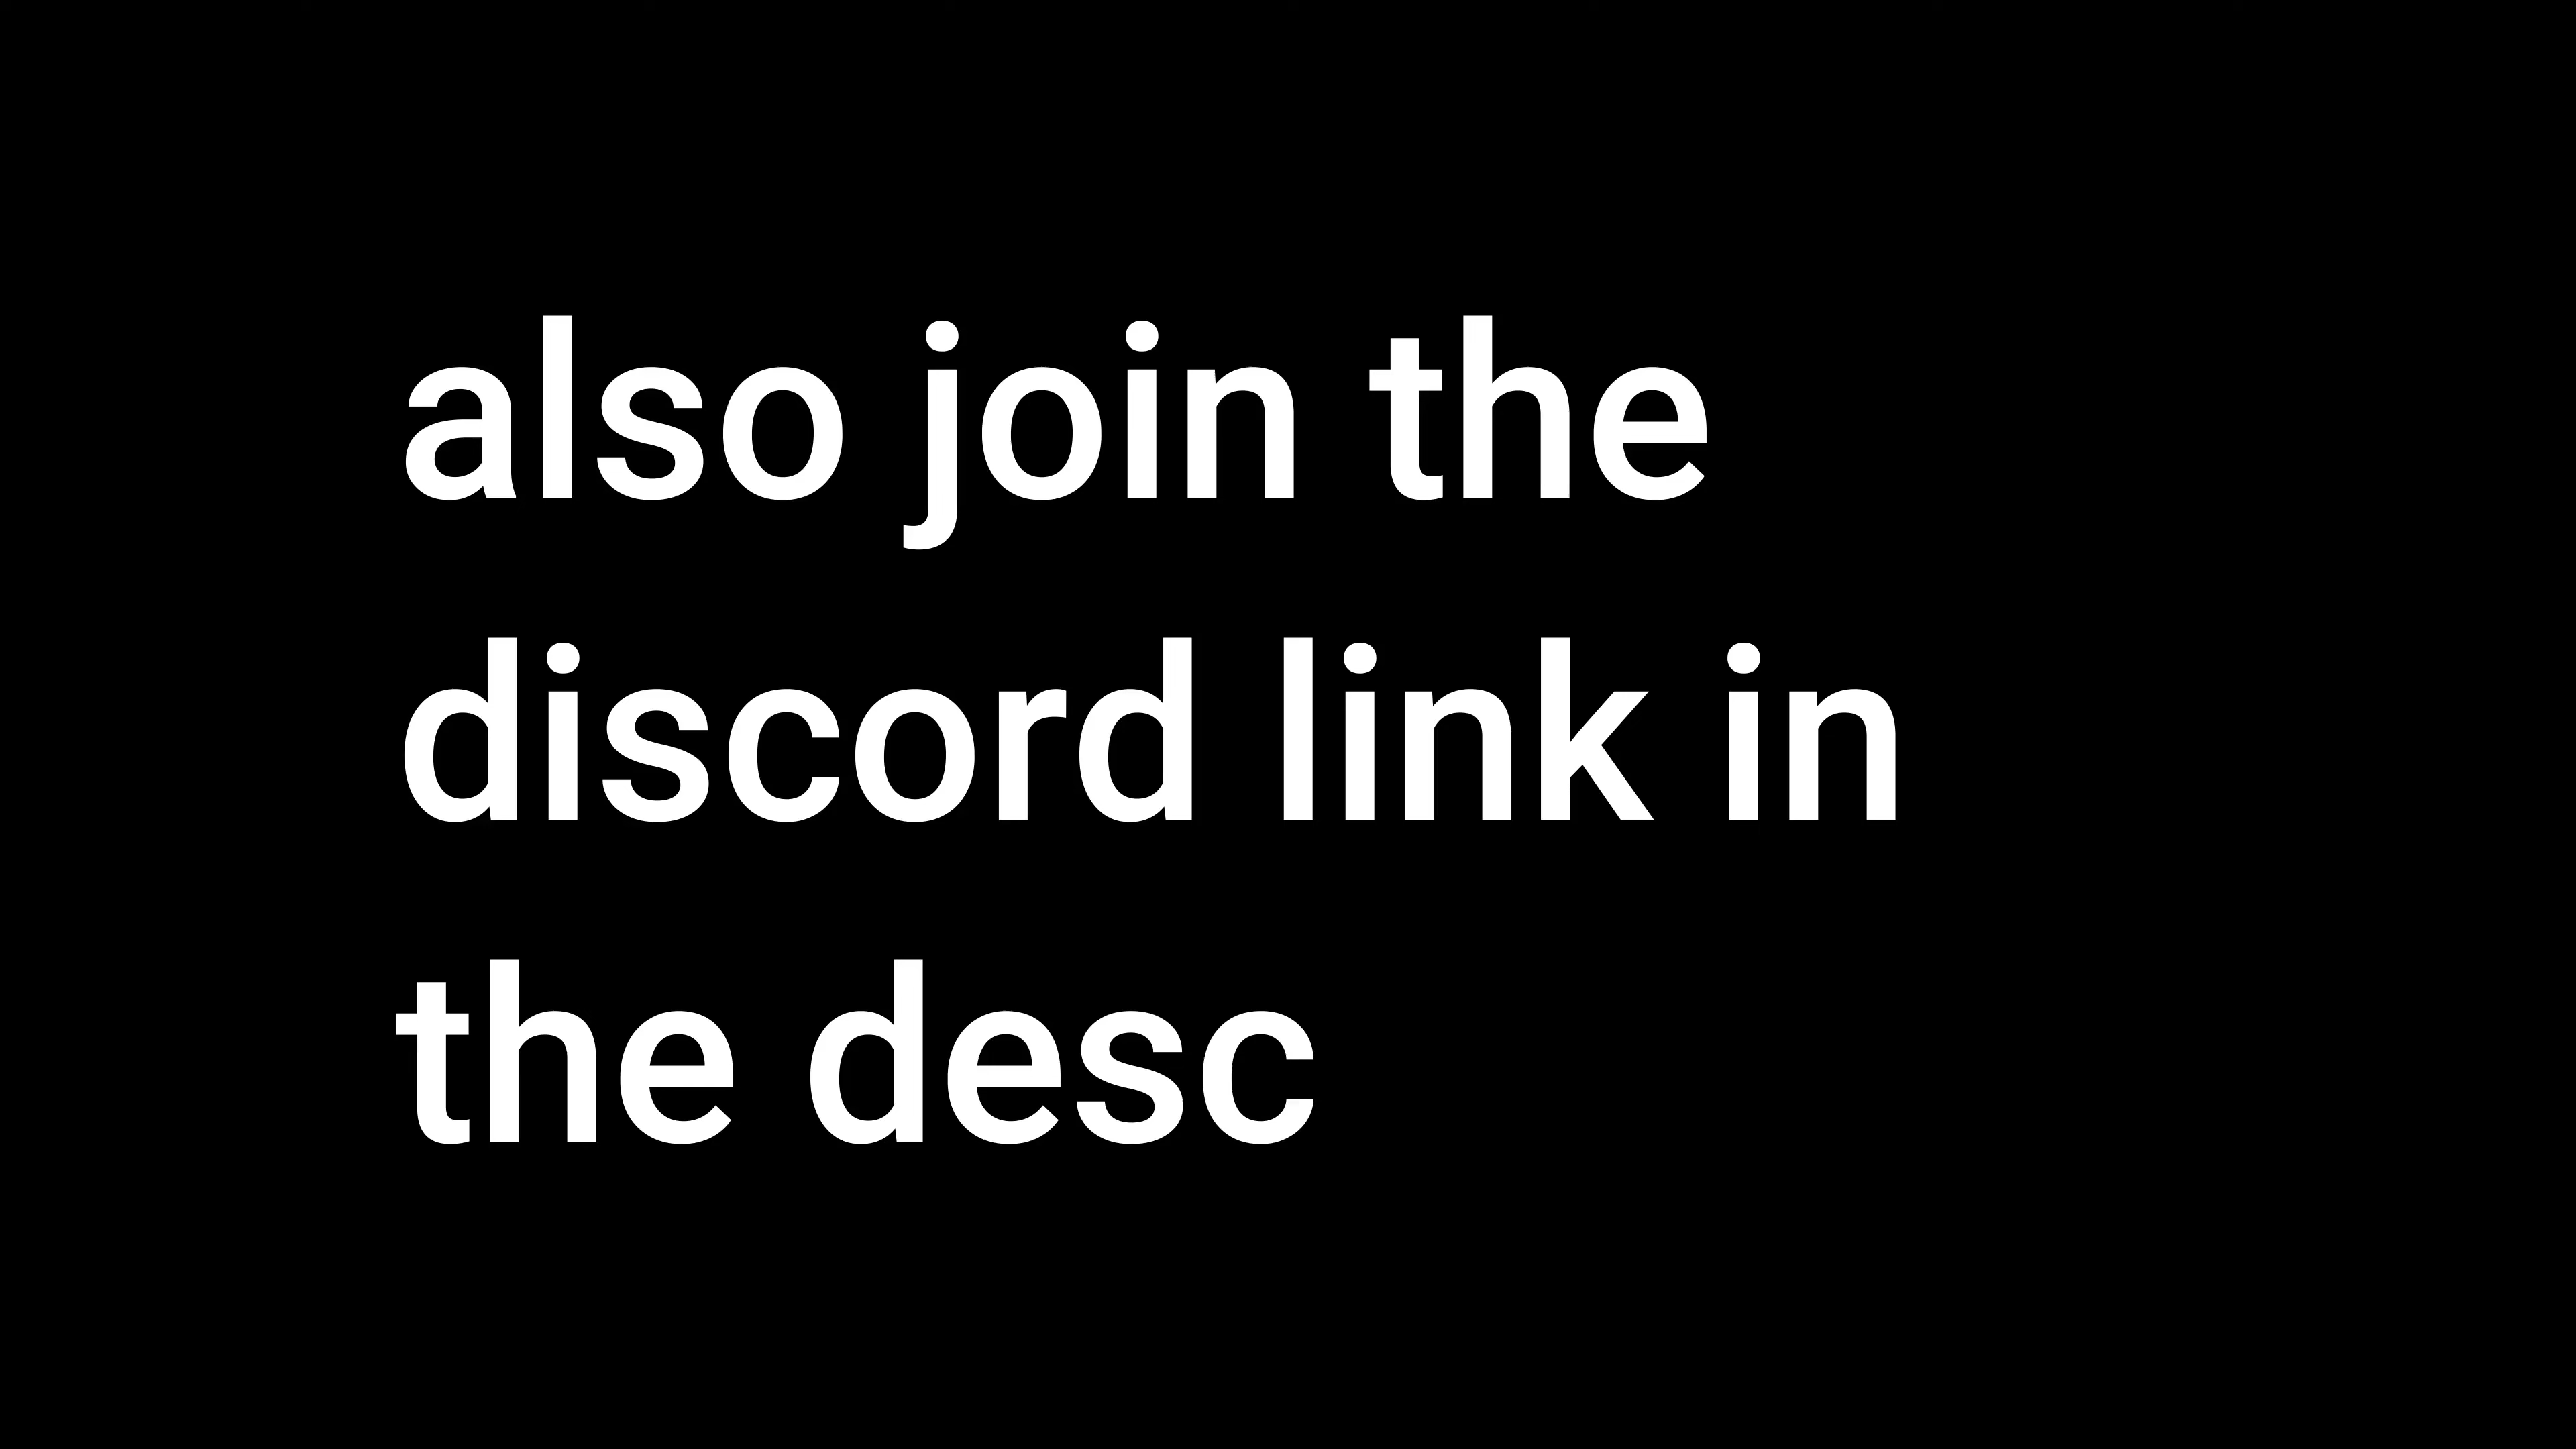 also join the
discord link in
the desc